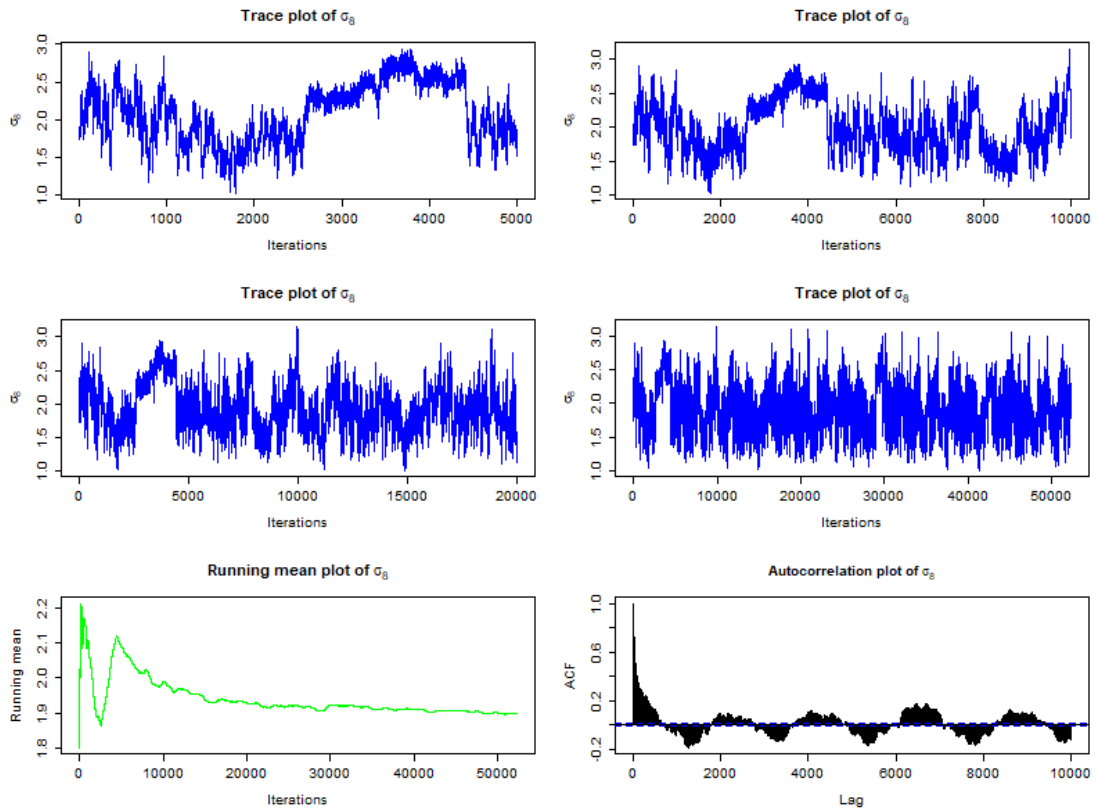 Trace plot of σ₈
3.0
2.5
2.0
1.5
1.0
σ₈
0 1000 2000 3000 4000 5000
Iterations
Trace plot of σ₈
3.0
2.5
2.0
1.5
1.0
σ₈
0 2000 4000 6000 8000 10000
Iterations
Trace plot of σ₈
3.0
2.5
2.0
1.5
1.0
σ₈
0 5000 10000 15000 20000
Iterations
Trace plot of σ₈
3.0
2.5
2.0
1.5
1.0
σ₈
0 10000 20000 30000 40000 50000
Iterations
Running mean plot of σ₈
2.2
2.1
2.0
1.9
1.8
Running mean
0 10000 20000 30000 40000 50000
Iterations
Autocorrelation plot of σ₈
1.0
0.6
0.2
-0.2
ACF
0 2000 4000 6000 8000 10000
Lag